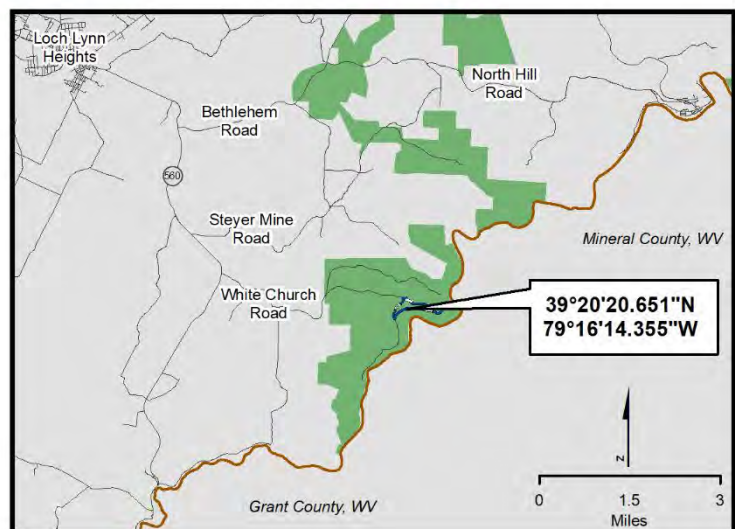 Loch Lynn
Heights
North Hill
Road
Bethlehem
Road
560
Steyer Mine
Road
Mineral County, WV
White Church
Road
39°20'20.651"N
79°16'14.355"W
z
0
1.5
3
Miles
Grant County, WV